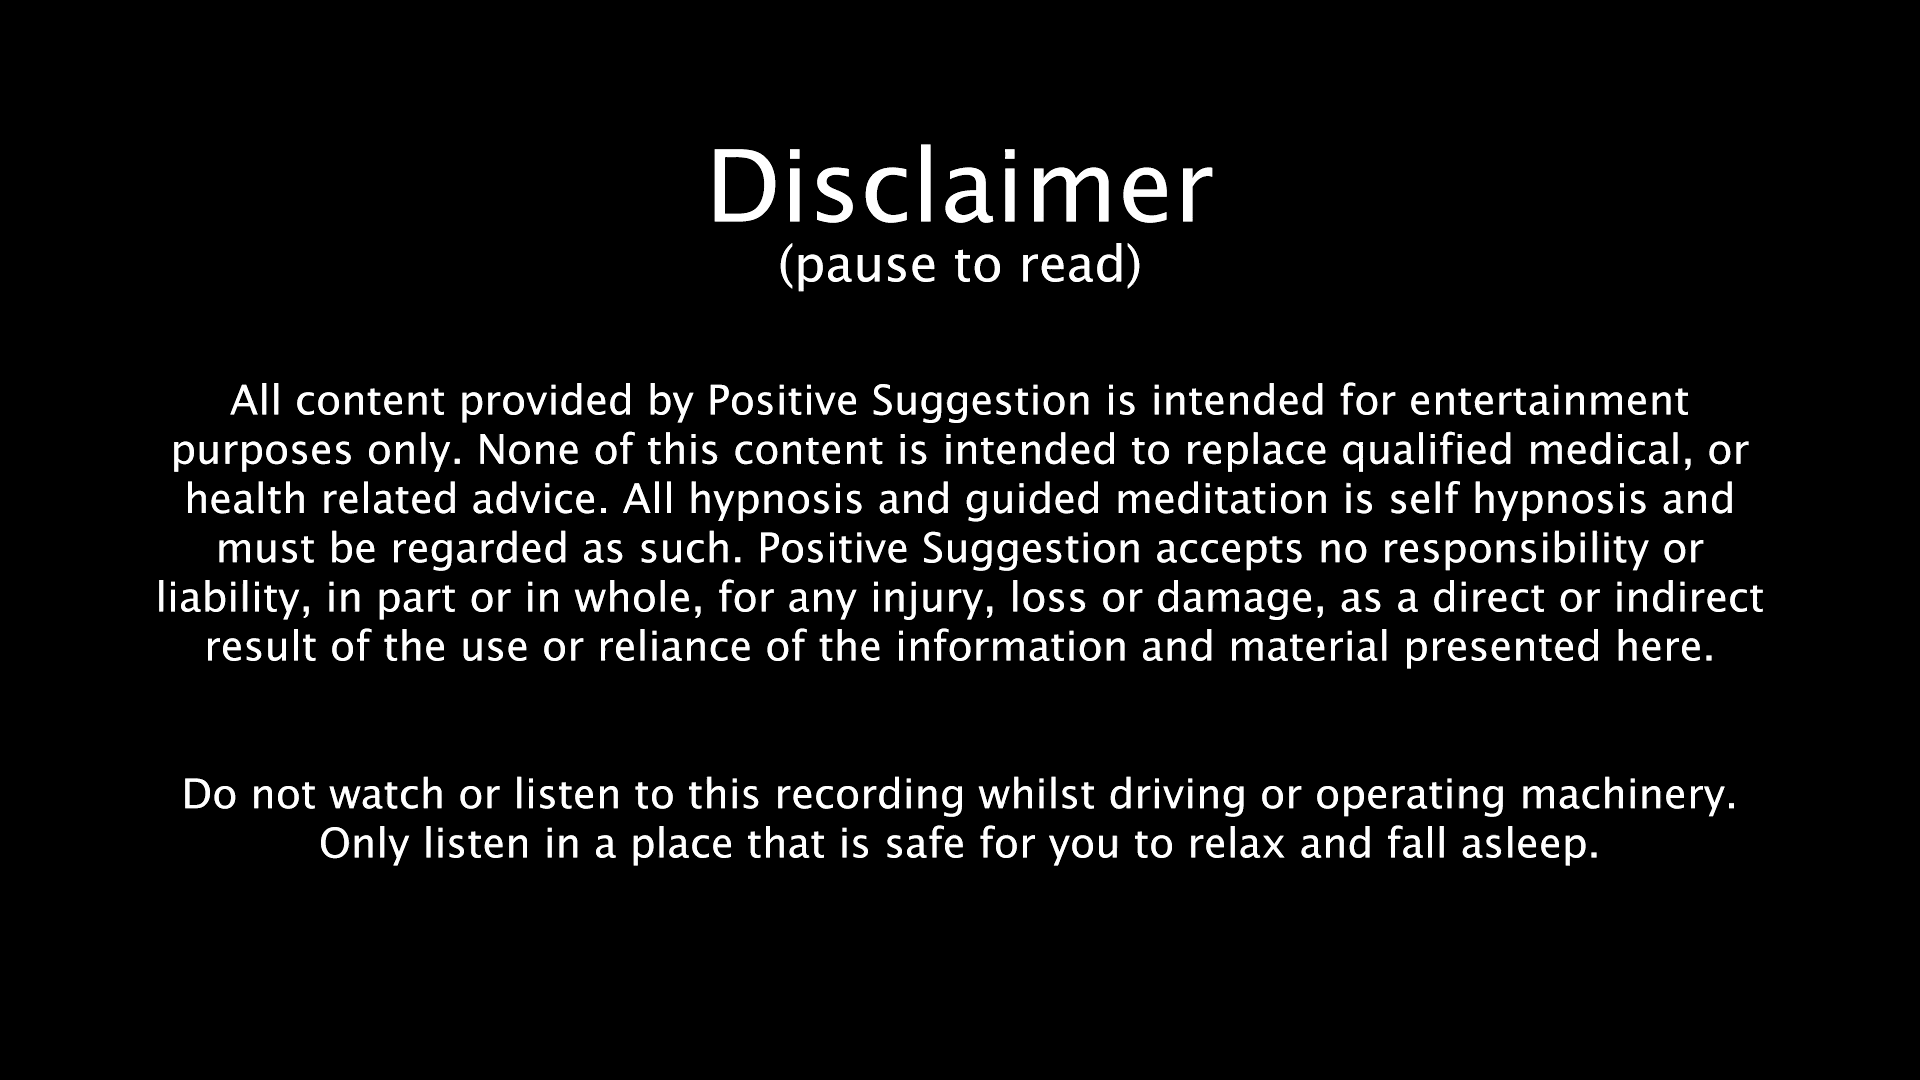 Disclaimer
(pause to read)
All content provided by Positive Suggestion is intended for entertainment
purposes only. None of this content is intended to replace qualified medical, or
health related advice. All hypnosis and guided meditation is self hypnosis and
must be regarded as such. Positive Suggestion accepts no responsibility or
liability, in part or in whole, for any injury, loss or damage, as a direct or indirect
result of the use or reliance of the information and material presented here.
Do not watch or listen to this recording whilst driving or operating machinery.
Only listen in a place that is safe for you to relax and fall asleep.